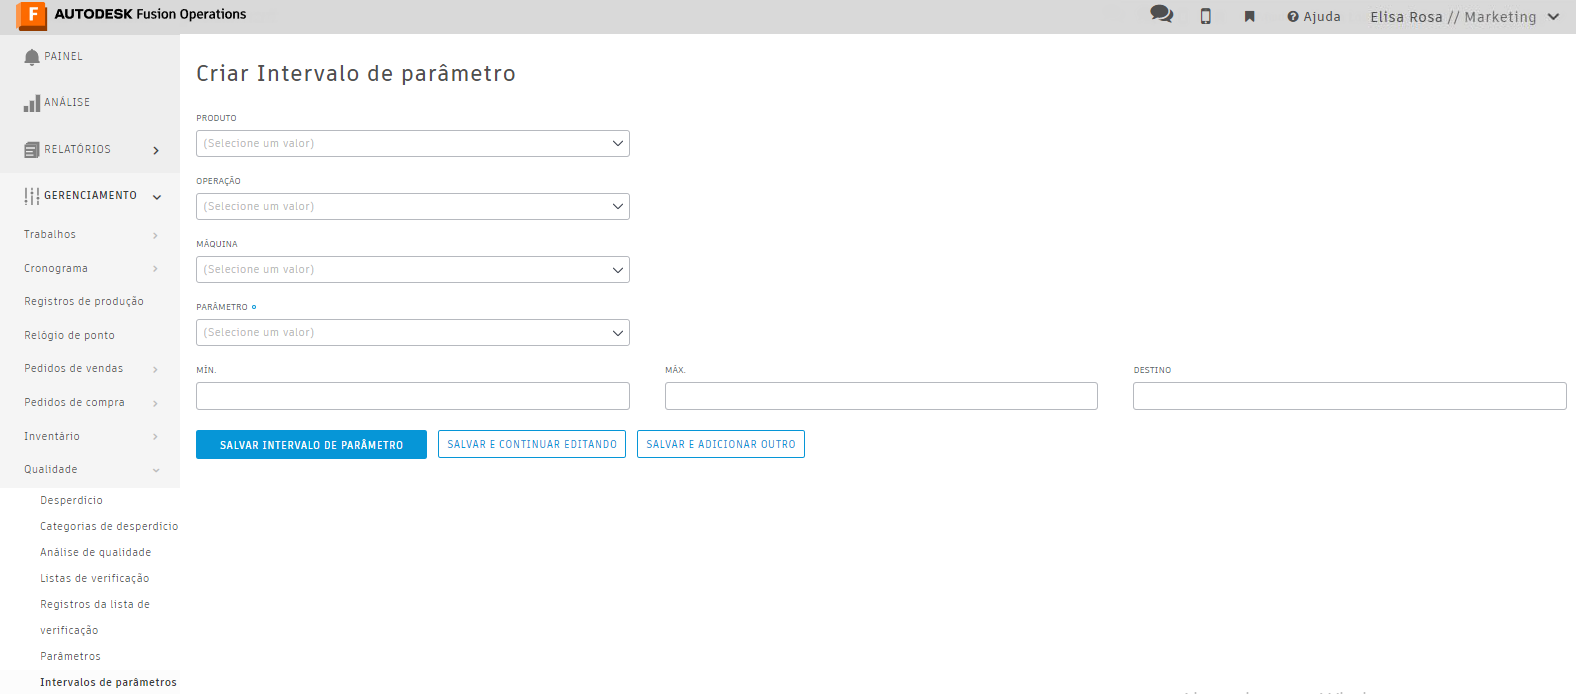 F AUTODESK Fusion Operations
Ajuda
Elisa Rosa // Marketing
PAINEL
ANÁLISE
RELATÓRIOS
GERENCIAMENTO
Trabalhos
Cronograma
Registros de produção
Relógio de ponto
Pedidos de vendas
Pedidos de compra
Inventário
Qualidade
Desperdício
Categorias de desperdício
Análise de qualidade
Listas de verificação
Registros da lista de
verificação
Parâmetros
Intervalos de parâmetros
Criar Intervalo de parâmetro
PRODUTO
(Selecione um valor)
OPERAÇÃO
(Selecione um valor)
MÁQUINA
(Selecione um valor)
PARÂMETRO
(Selecione um valor)
MÍN.
MÁX.
DESTINO
SALVAR INTERVALO DE PARÂMETRO
SALVAR E CONTINUAR EDITANDO
SALVAR E ADICIONAR OUTRO